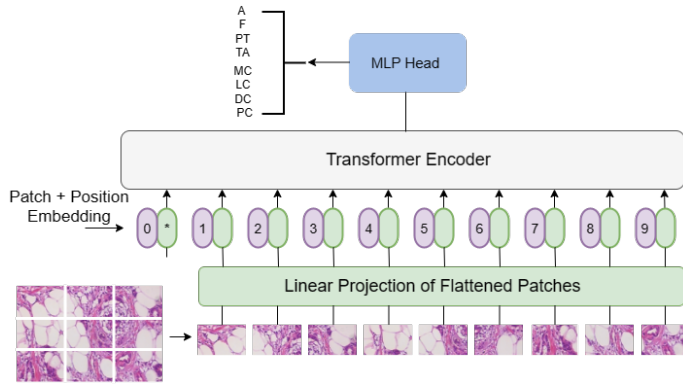 A
F
PT
TA
MC
LC
DC
PC
MLP Head
Transformer Encoder
Patch + Position
Embedding
0 * 1 2 3 4 5 6 7 8 9
Linear Projection of Flattened Patches